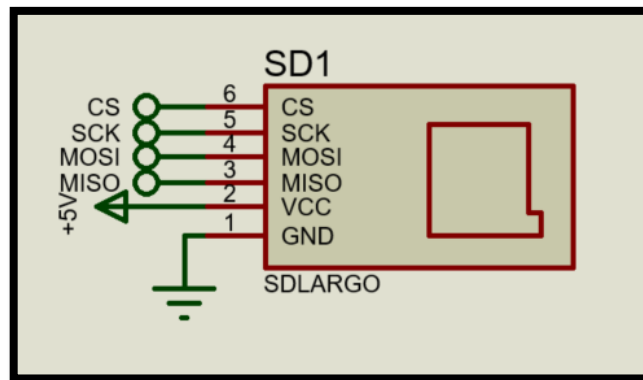 SD1
CS 6 CS
SCK 5 SCK
MOSI 4 MOSI
MISO 3 MISO
+5V 2 VCC
1 GND
SDLARGO